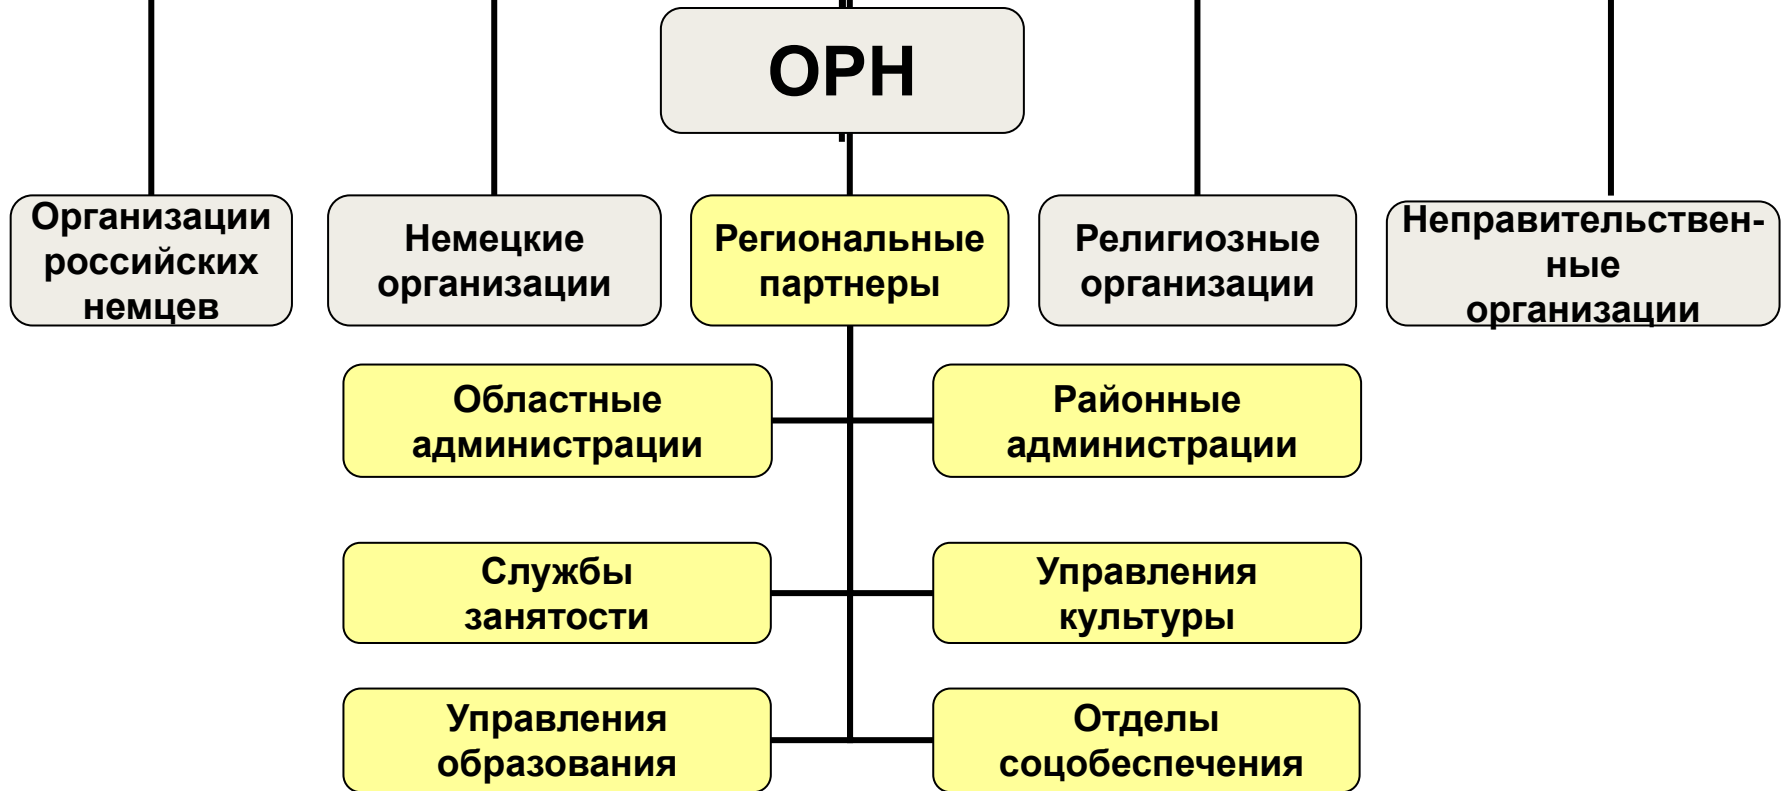 ОРН
Организации
российских
немцев
Немецкие
организации
Региональные
партнеры
Религиозные
организации
Неправительствен-
ные
организации
Областные
администрации
Районные
администрации
Службы
занятости
Управления
культуры
Управления
образования
Отделы
соцобеспечения